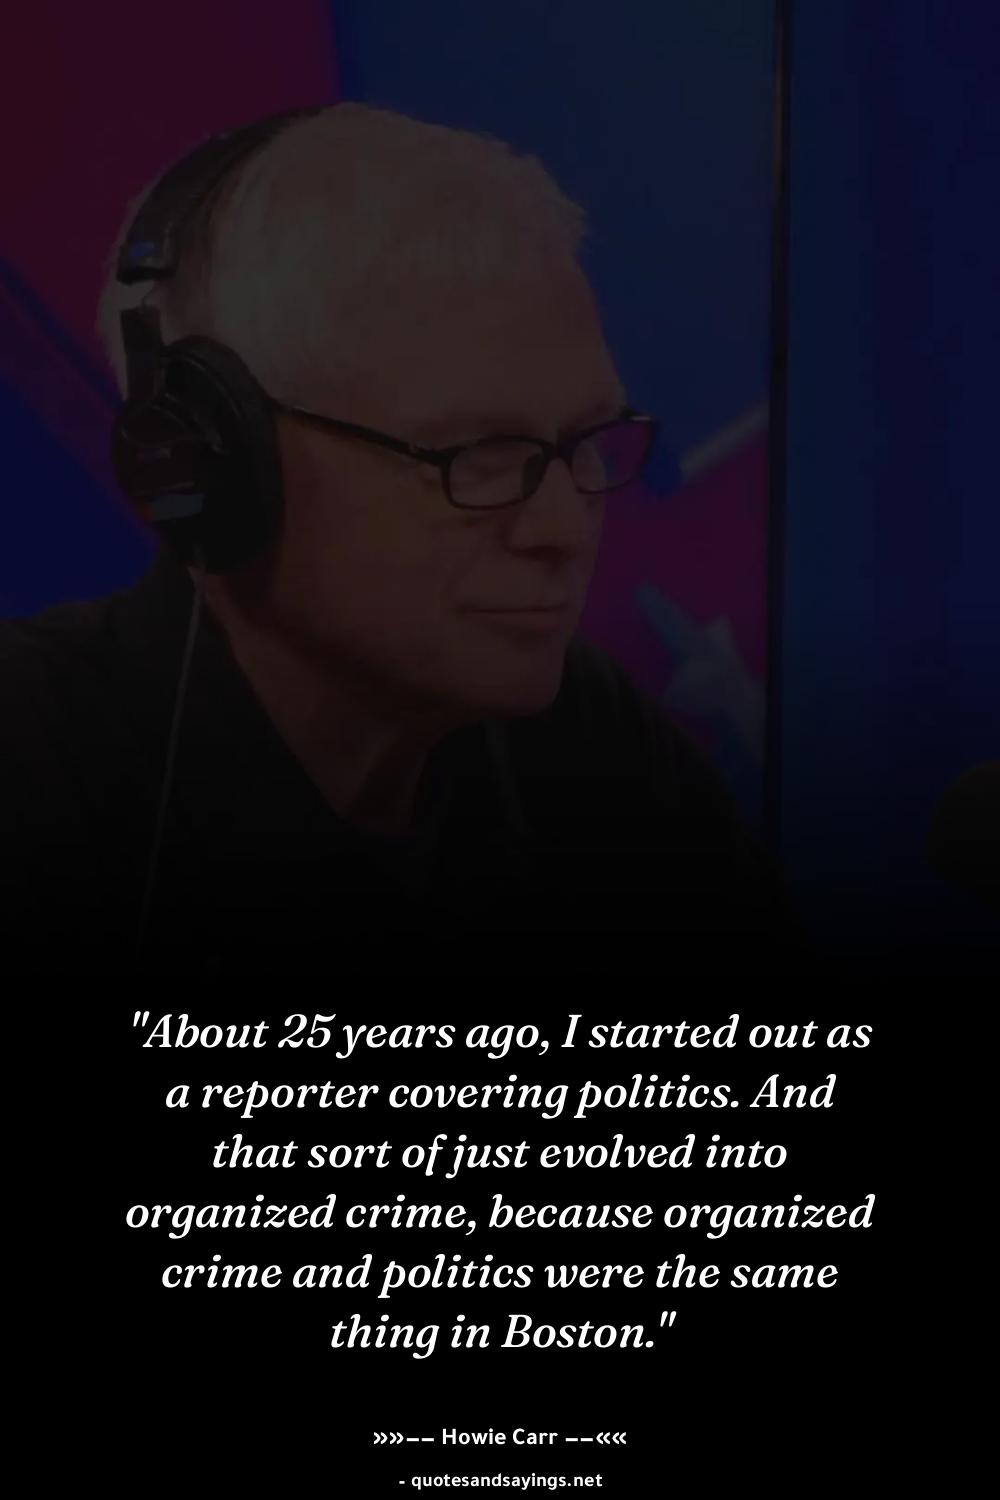 "About 25 years ago, I started out as
a reporter covering politics. And
that sort of just evolved into
organized crime, because organized
crime and politics were the same
thing in Boston."
»»−− Howie Carr −−««
- quotesandsayings.net